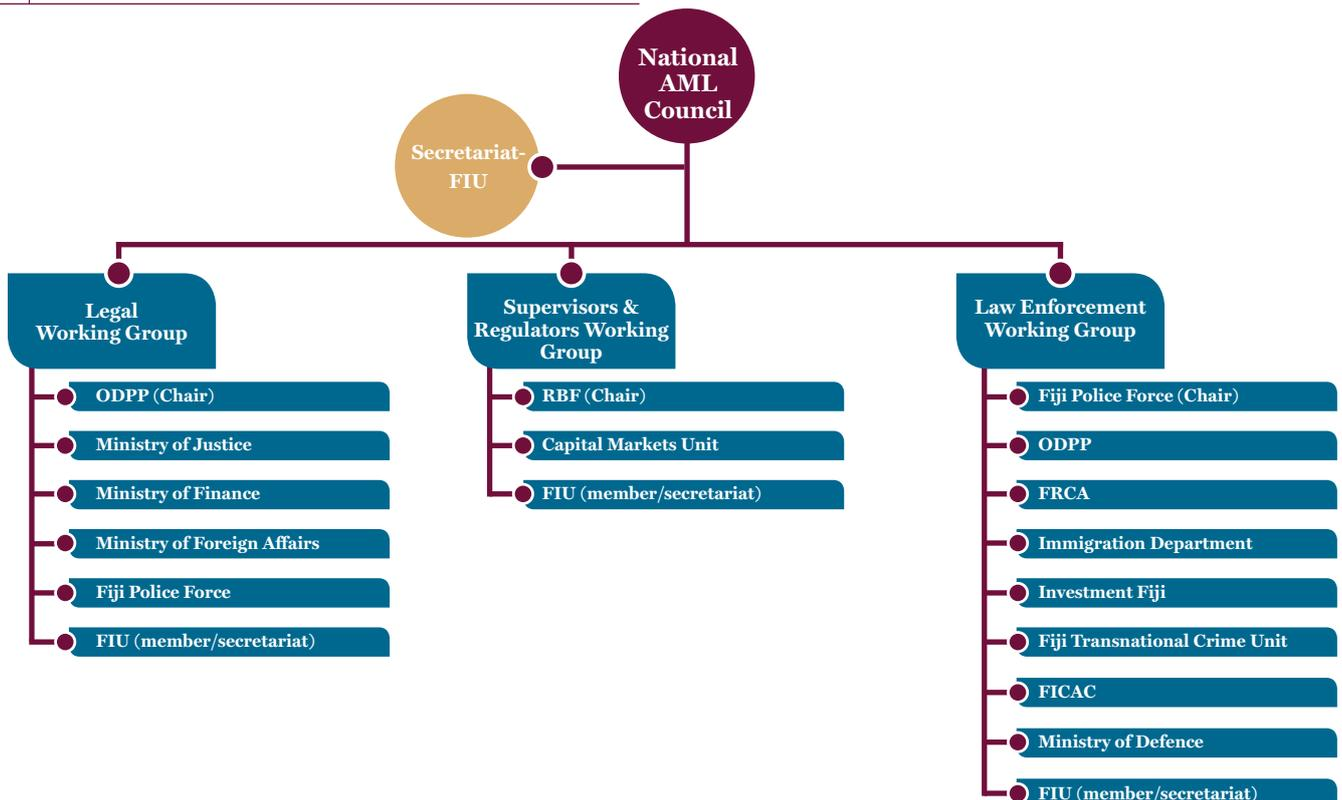 National
AML
Council
Secretariat-
FIU
Legal
Working Group
ODPP (Chair)
Ministry of Justice
Ministry of Finance
Ministry of Foreign Affairs
Fiji Police Force
FIU (member/secretariat)
Supervisors &
Regulators Working
Group
RBF (Chair)
Capital Markets Unit
FIU (member/secretariat)
Law Enforcement
Working Group
Fiji Police Force (Chair)
ODPP
FRCA
Immigration Department
Investment Fiji
Fiji Transnational Crime Unit
FICAC
Ministry of Defence
FIU (member/secretariat)